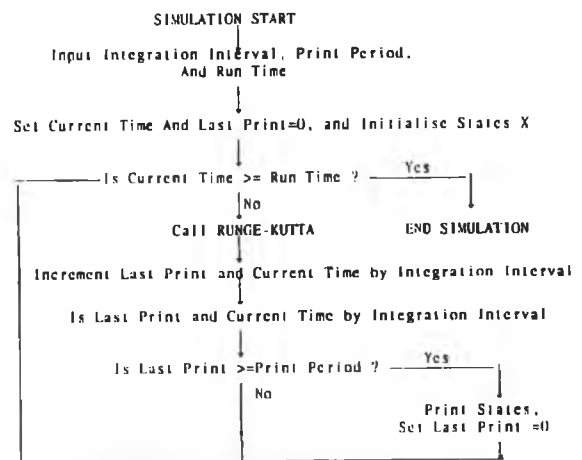 SIMULATION START
Input Integration Interval, Print Period,
And Run Time
Set Current Time And Last Print=0, and Initialise States X
Is Current Time >= Run Time ?
Yes
No
Call RUNGE-KUTTA
END SIMULATION
Increment Last Print and Current Time by Integration Interval
Is Last Print and Current Time by Integration Interval
Is Last Print >=Print Period ?
Yes
No
Print States,
Set Last Print =0